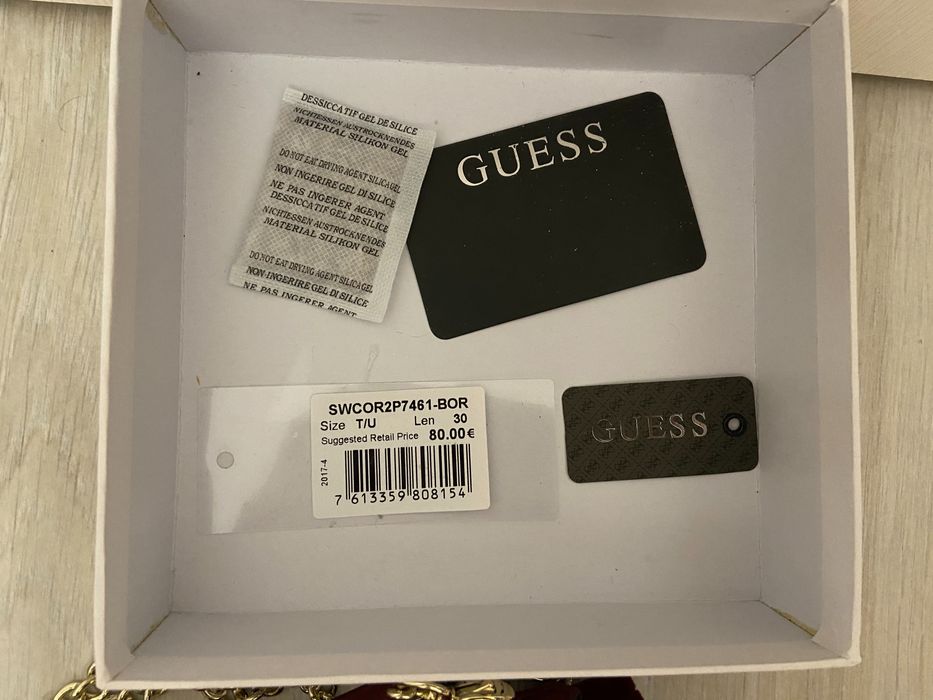 DESSICCATIF GEL DE SILICE
NICHIESSEN AUSTROCKNENDES
MATERIAL SILIKON GEL
DO NOT EAT DRYING AGENT SILICA GEL
NON INGERIRE GEL DI SILICE
NE PAS INGERER AGENT
DESSICCATIF GEL DE SILICE
NICHIESSEN AUSTROCKNENDES
MATERIAL SILIKON GEL
DO NOT EAT DRYING AGENT SILICA GEL
NON INGERIRE GEL DI SILICE
NE PAS INGERER AGENT
GUESS
SWCOR2P7461-BOR
Size T/U Len 30
Suggested Retail Price 80.00€
2017-4
7 613359 808154
GUESS